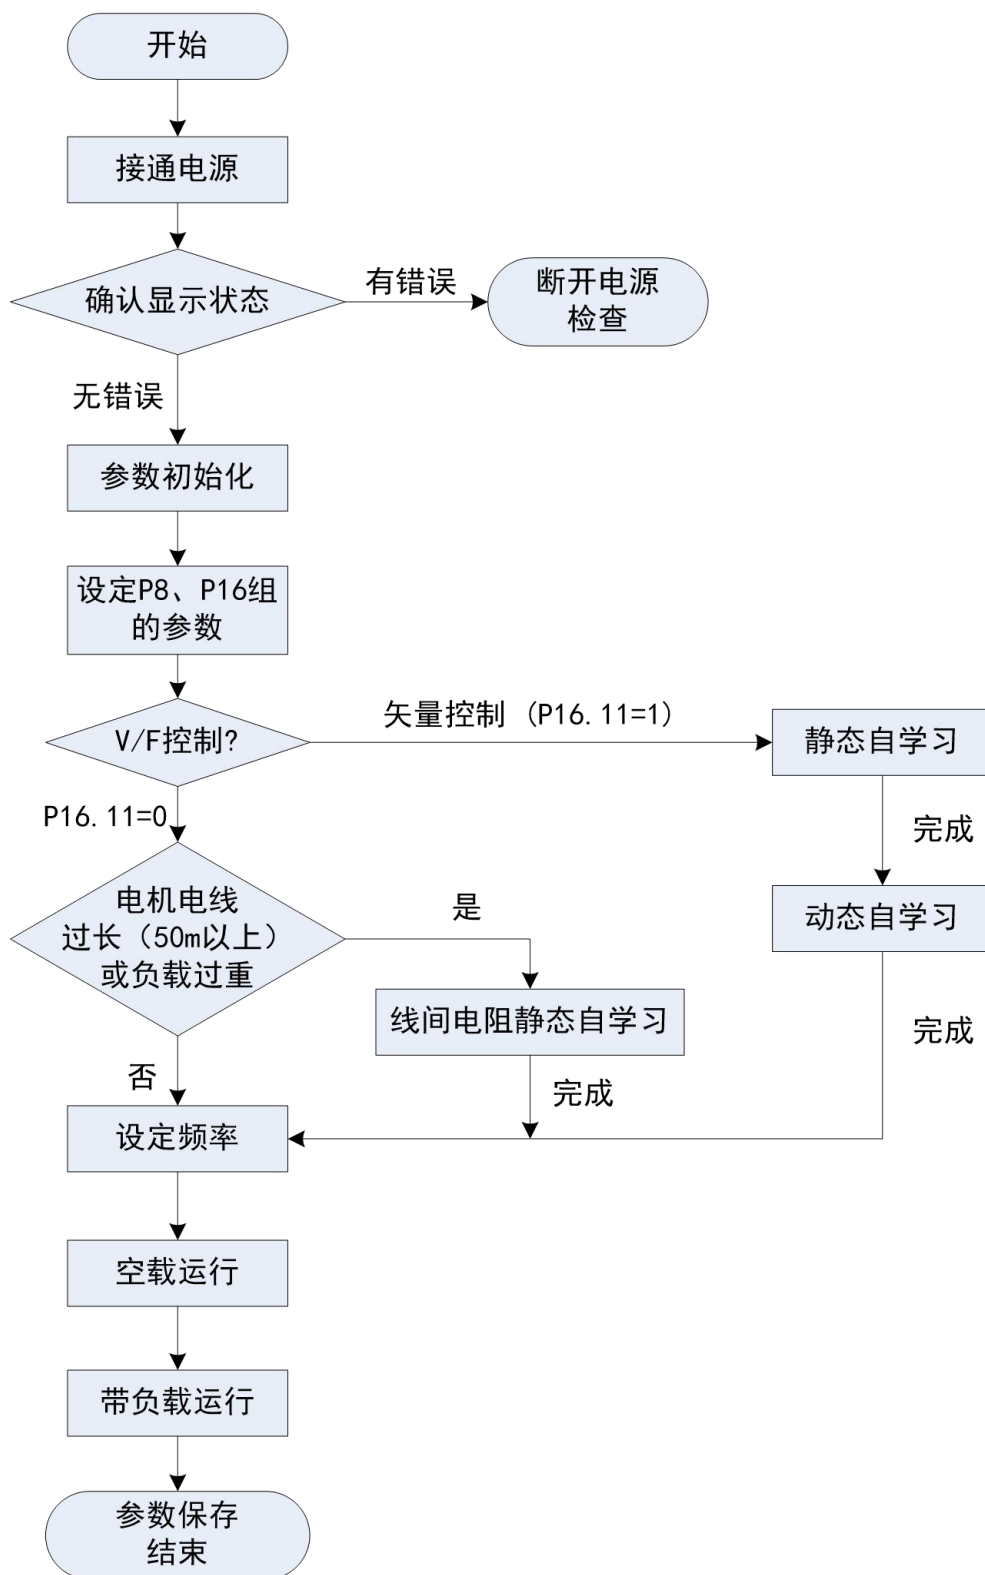 开始
接通电源
确认显示状态
有错误
断开电源
检查
无错误
参数初始化
设定P8、P16组
的参数
V/F控制?
矢量控制 (P16.11=1)
静态自学习
P16.11=0
完成
电机电线
过长（50m以上）
或负载过重
是
动态自学习
线间电阻静态自学习
完成
否
完成
设定频率
空载运行
带负载运行
参数保存
结束